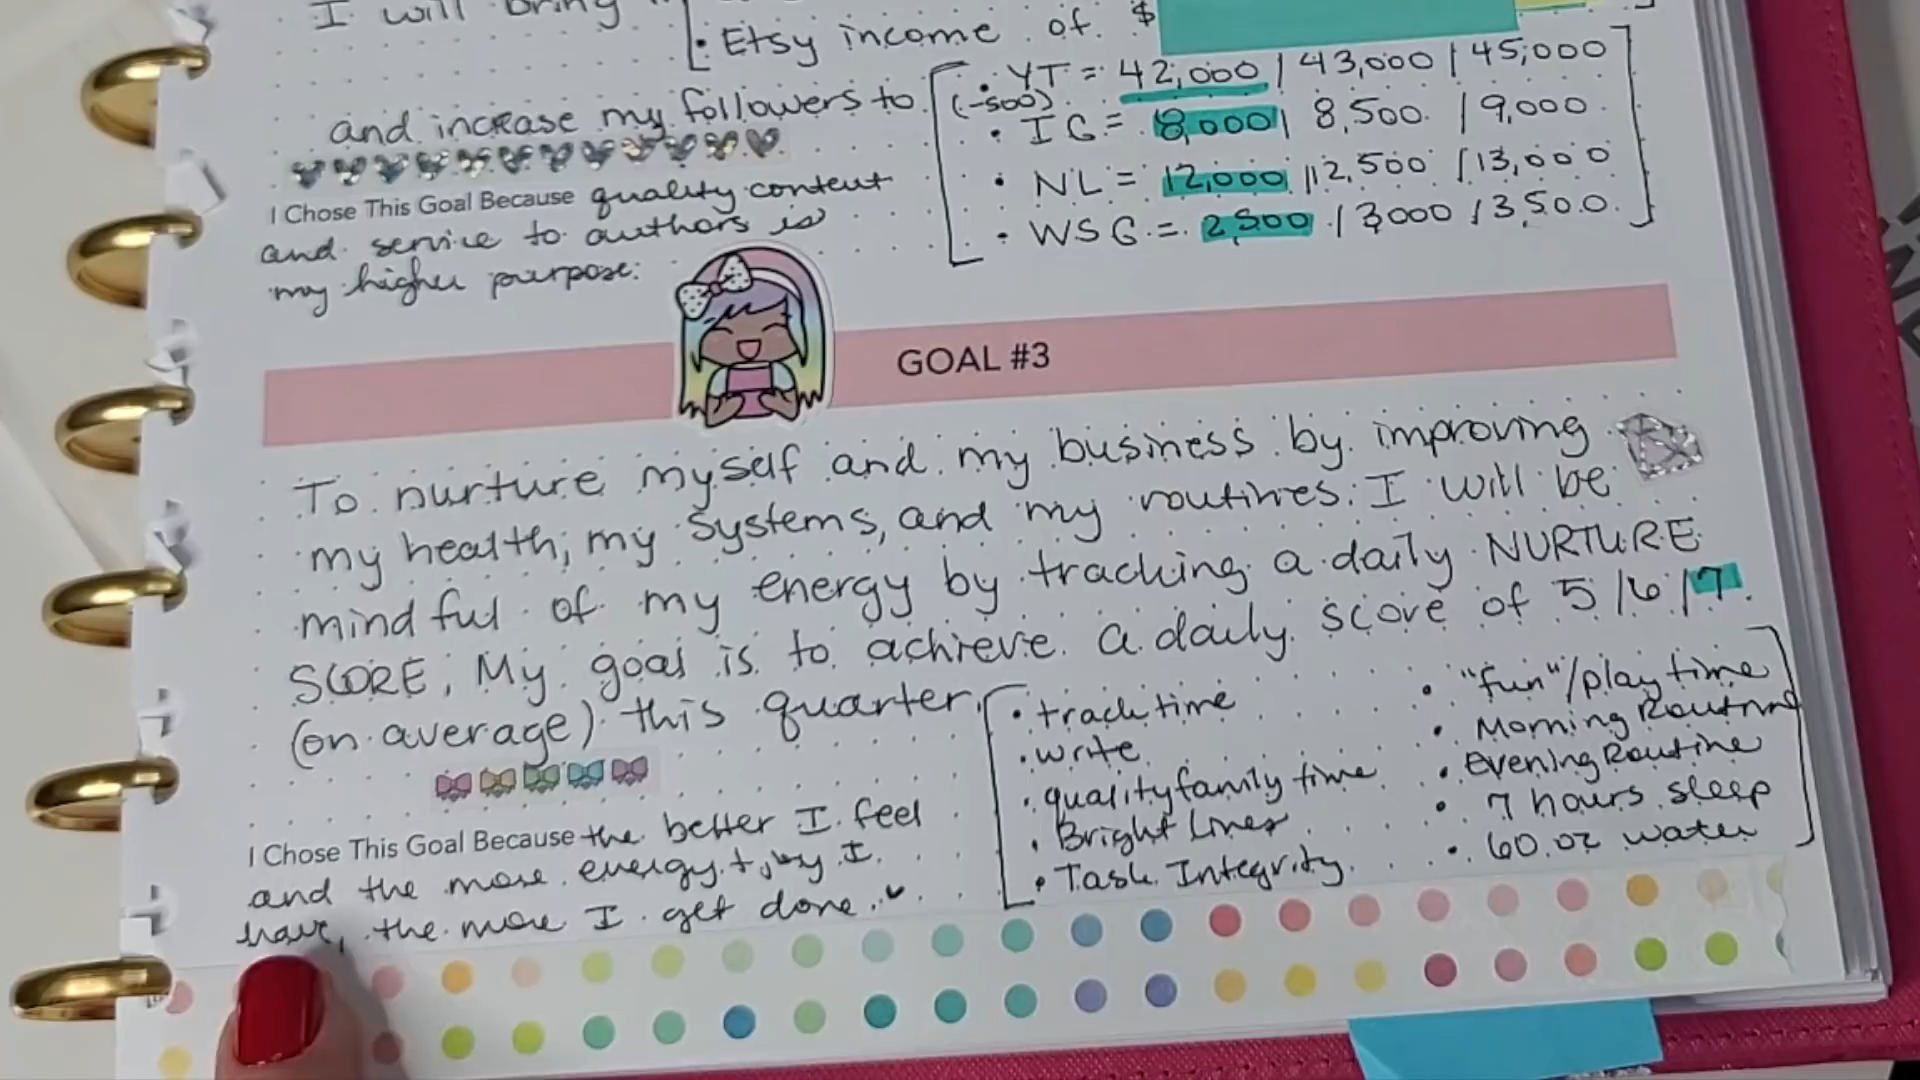 I will bring
• Etsy income of $
and increase my followers to
• YT = 42,000 / 43,000 / 45,000
(-500)
• IG = 8,000 / 8,500 / 9,000
• NL = 12,000 / 12,500 / 13,000
• WSG = 2,500 / 3,000 / 3,500
I Chose This Goal Because quality content
and service to authors is
my higher purpose.
GOAL #3
To nurture myself and my business by improving
my health, my systems, and my routines. I will be
mindful of my energy by tracking a daily NURTURE
SCORE. My goal is to achieve a daily score of 5/6/7
(on average) this quarter.
• track time
• write
• quality family time
• Bright Lines
• Task Integrity
• "fun"/play time
• Morning Routine
• Evening Routine
• 7 hours sleep
• 60 oz water
I Chose This Goal Because the better I feel
and the more energy + joy I
have, the more I get done.